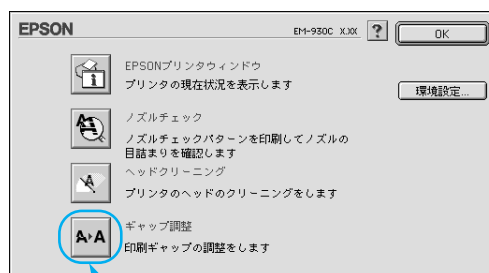 EPSON
EM-930C X.XX
?
OK
EPSONプリンタウィンドウ
プリンタの現在状況を表示します
環境設定...
ノズルチェック
ノズルチェックパターンを印刷してノズルの
目詰まりを確認します
ヘッドクリーニング
プリンタのヘッドのクリーニングをします
ギャップ調整
印刷ギャップの調整をします